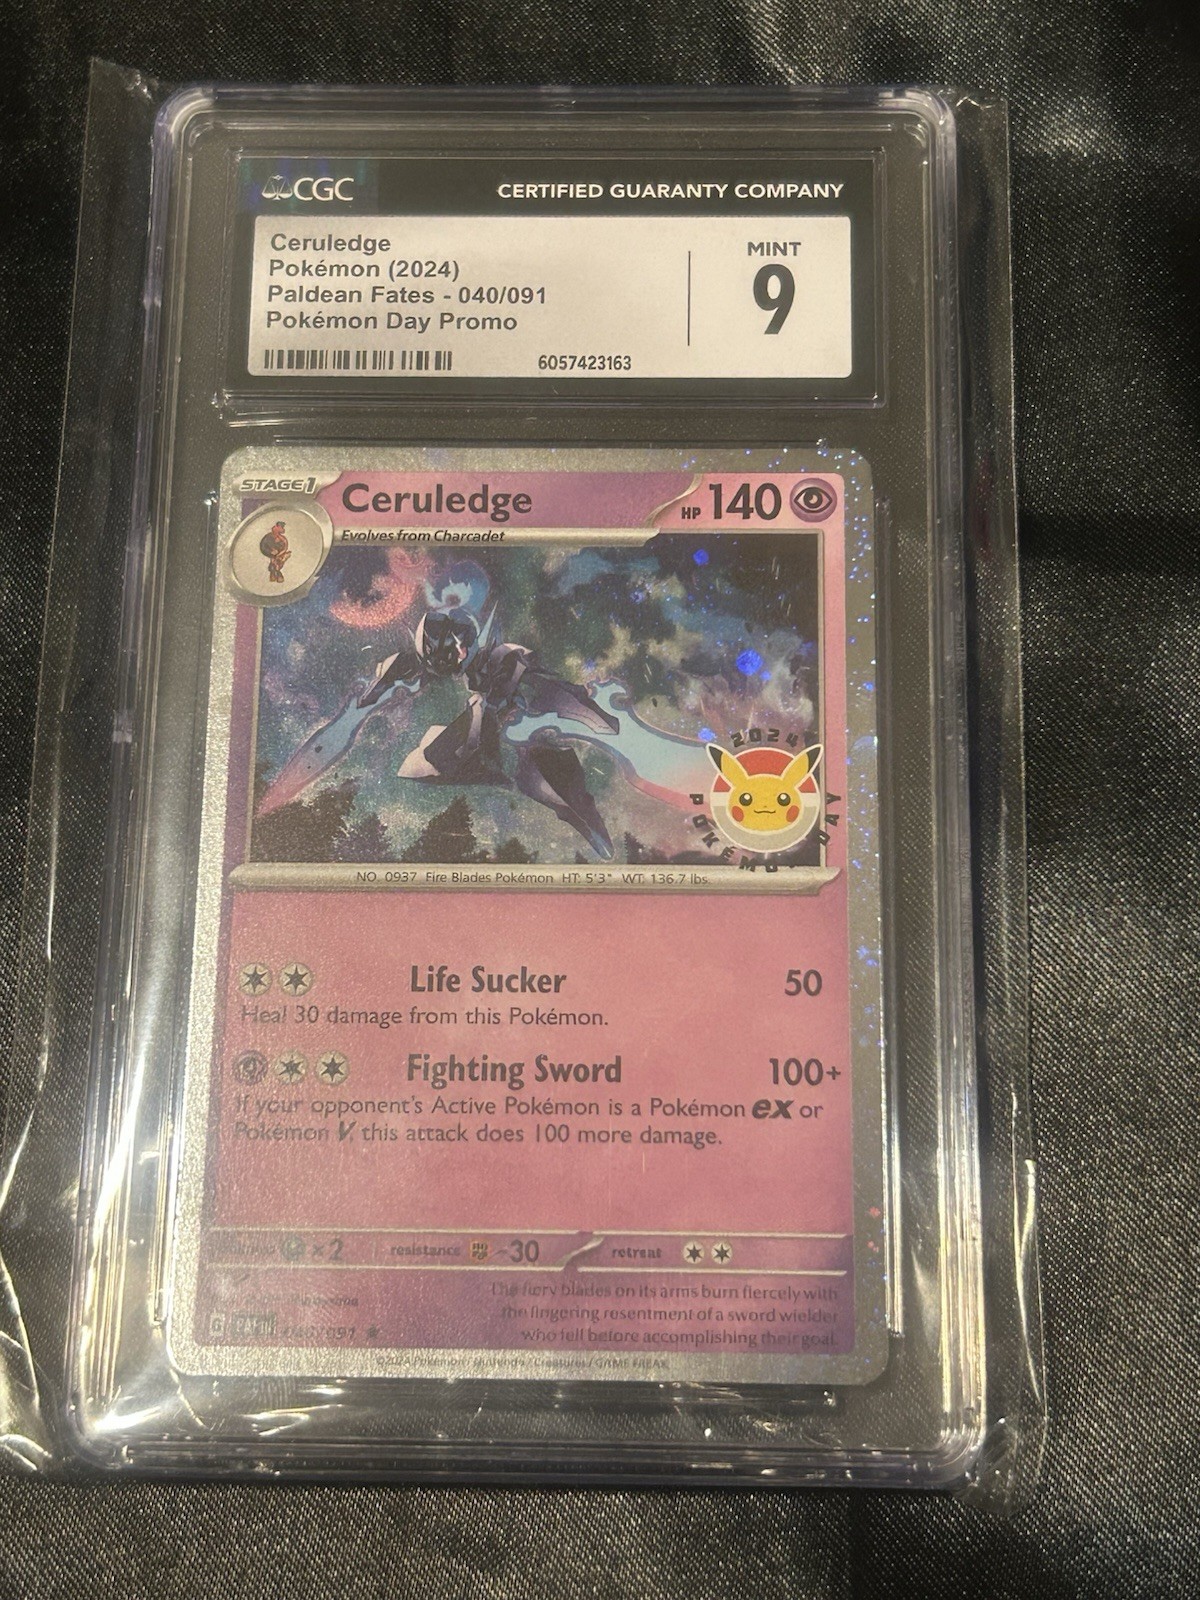 CGC
CERTIFIED GUARANTY COMPANY
Ceruledge
Pokémon (2024)
Paldean Fates - 040/091
Pokémon Day Promo
6057423163
MINT
9
STAGE 1
Ceruledge
HP 140
Evolves from Charcadet
2024
POKÉMON DAY
NO. 0937 Fire Blades Pokémon HT: 5'3" WT: 136.7 lbs.
Life Sucker 50
Heal 30 damage from this Pokémon.
Fighting Sword 100+
If your opponent's Active Pokémon is a Pokémon ex or
Pokémon V, this attack does 100 more damage.
×2 resistance -30 retreat
The fiery blades on its arms burn fiercely with
the lingering resentment of a sword wielder
who fell before accomplishing their goal.
G 040/091
©2024 Pokémon / Nintendo / Creatures / GAME FREAK